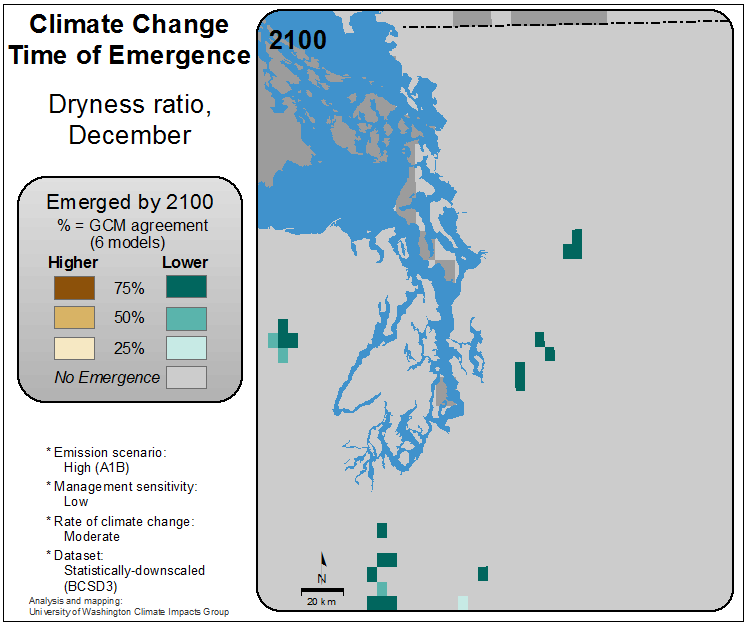 Climate Change
Time of Emergence
Dryness ratio,
December
Emerged by 2100
% = GCM agreement
(6 models)
Higher Lower
75%
50%
25%
No Emergence
* Emission scenario:
High (A1B)
* Management sensitivity:
Low
* Rate of climate change:
Moderate
* Dataset:
Statistically-downscaled
(BCSD3)
Analysis and mapping:
University of Washington Climate Impacts Group
2100
N
20 km